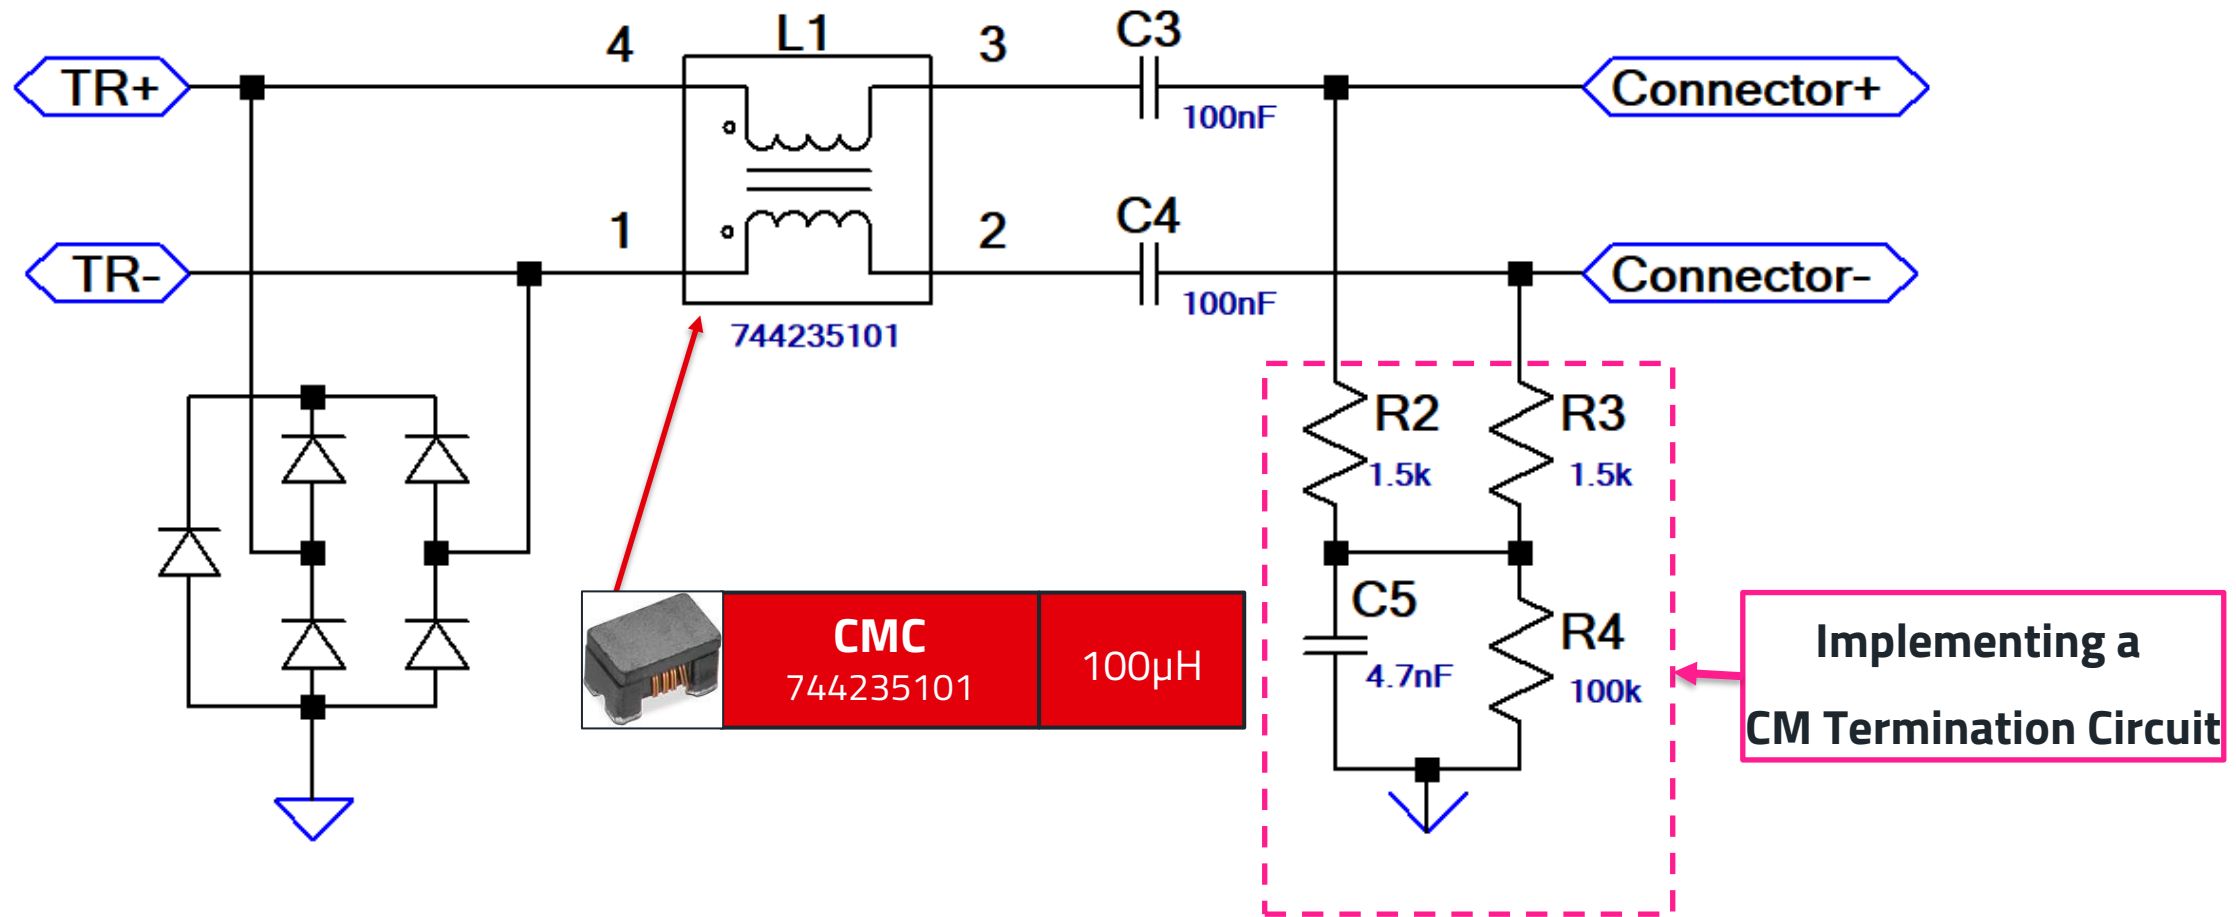 L1
4
3
C3
TR+
100nF
Connector+
1
2
C4
TR-
100nF
Connector-
744235101
R2
1.5k
R3
1.5k
CMC
744235101
100µH
C5
4.7nF
R4
100k
Implementing a
CM Termination Circuit